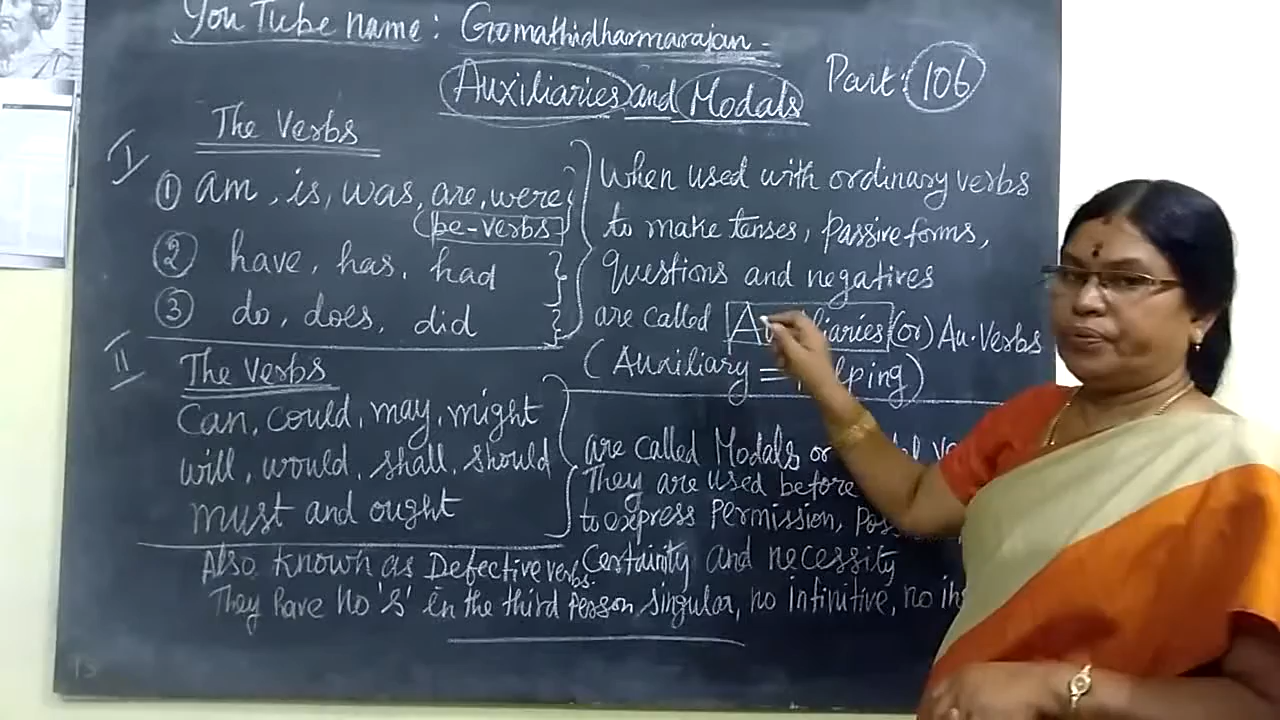 YouTube name: Gomathidharmarajan
Auxiliaries and Modals Part: 106
The Verbs
I
① am, is, was, are, were
(be-verbs)
② have, has, had
③ do, does, did
When used with ordinary verbs
to make tenses, passive forms,
Questions and negatives
are called Auxiliaries (or) Au. Verbs
(Auxiliary = helping)
II
The Verbs
Can, could, may, might
will, would, shall, should
must and ought
are called Modals or
They are used before
to express Permission,
Certainity and necessity
Also known as Defective verbs.
They have no 's' in the third person singular, no infinitive, no